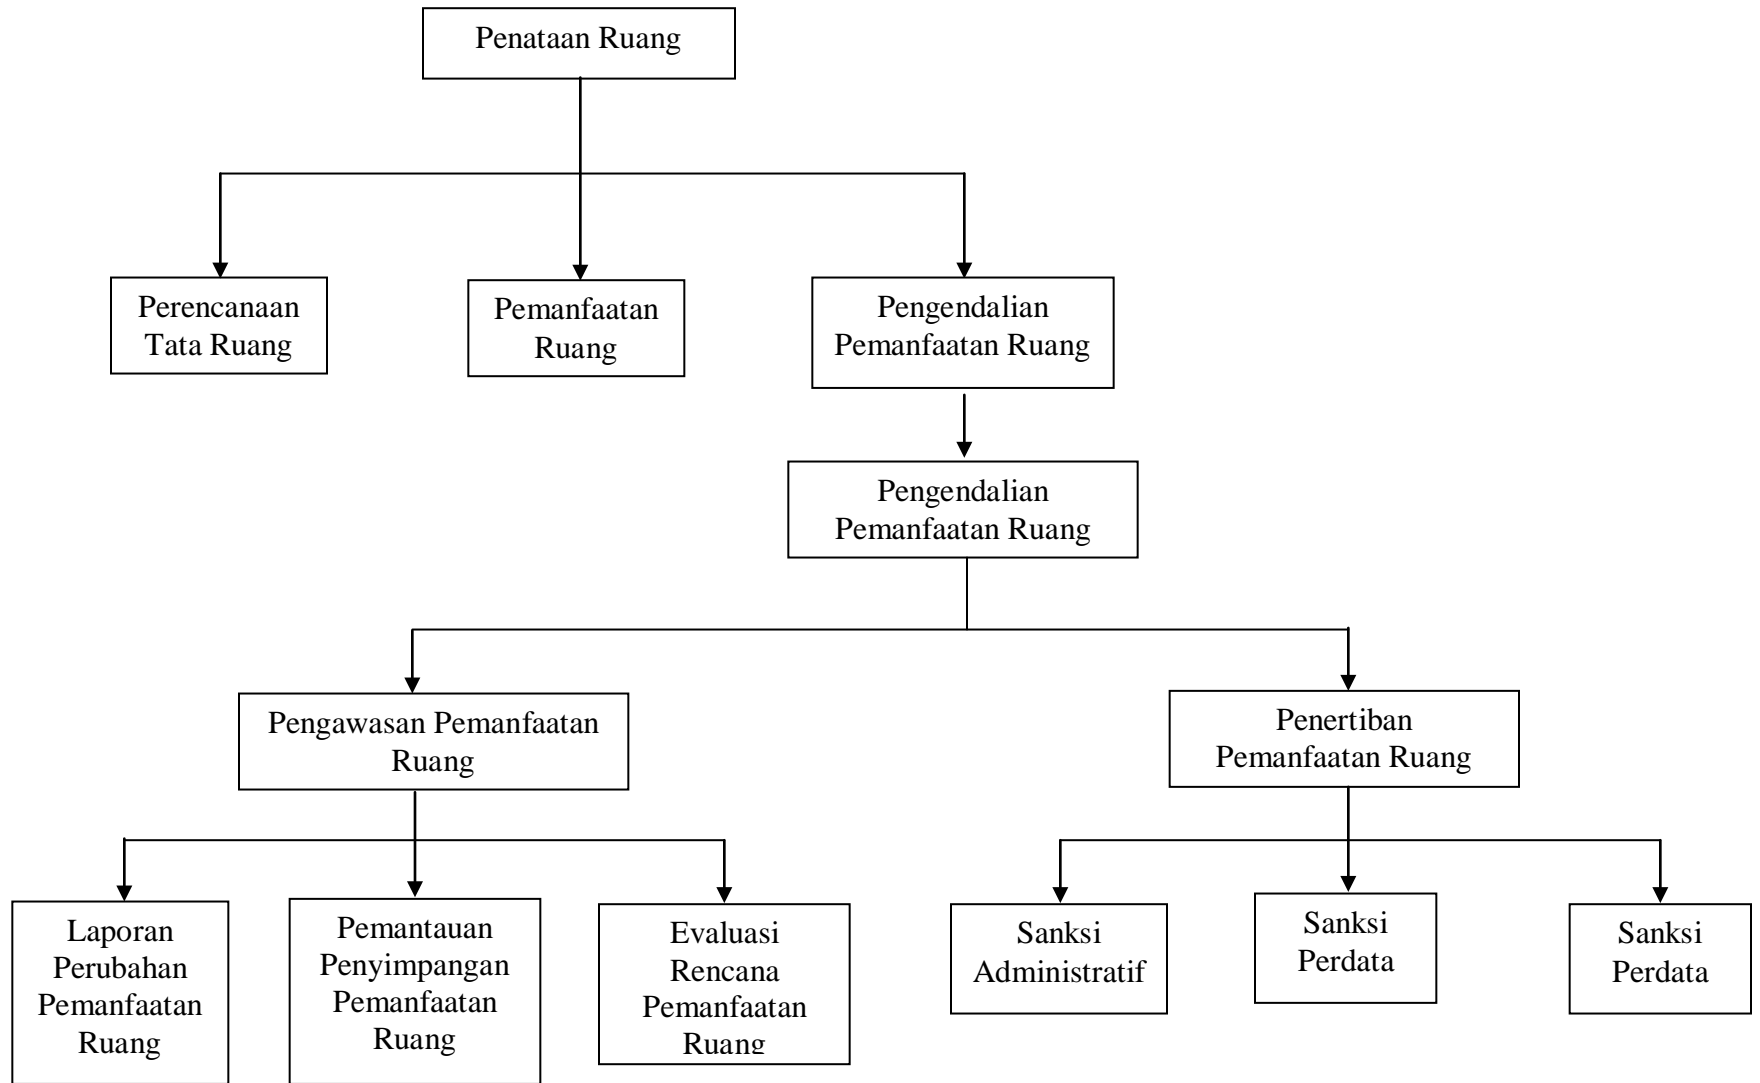 Penataan Ruang
Perencanaan
Tata Ruang
Pemanfaatan
Ruang
Pengendalian
Pemanfaatan Ruang
Pengendalian
Pemanfaatan Ruang
Pengawasan Pemanfaatan
Ruang
Penertiban
Pemanfaatan Ruang
Laporan
Perubahan
Pemanfaatan
Ruang
Pemantauan
Penyimpangan
Pemanfaatan
Ruang
Evaluasi
Rencana
Pemanfaatan
Ruang
Sanksi
Administratif
Sanksi
Perdata
Sanksi
Perdata